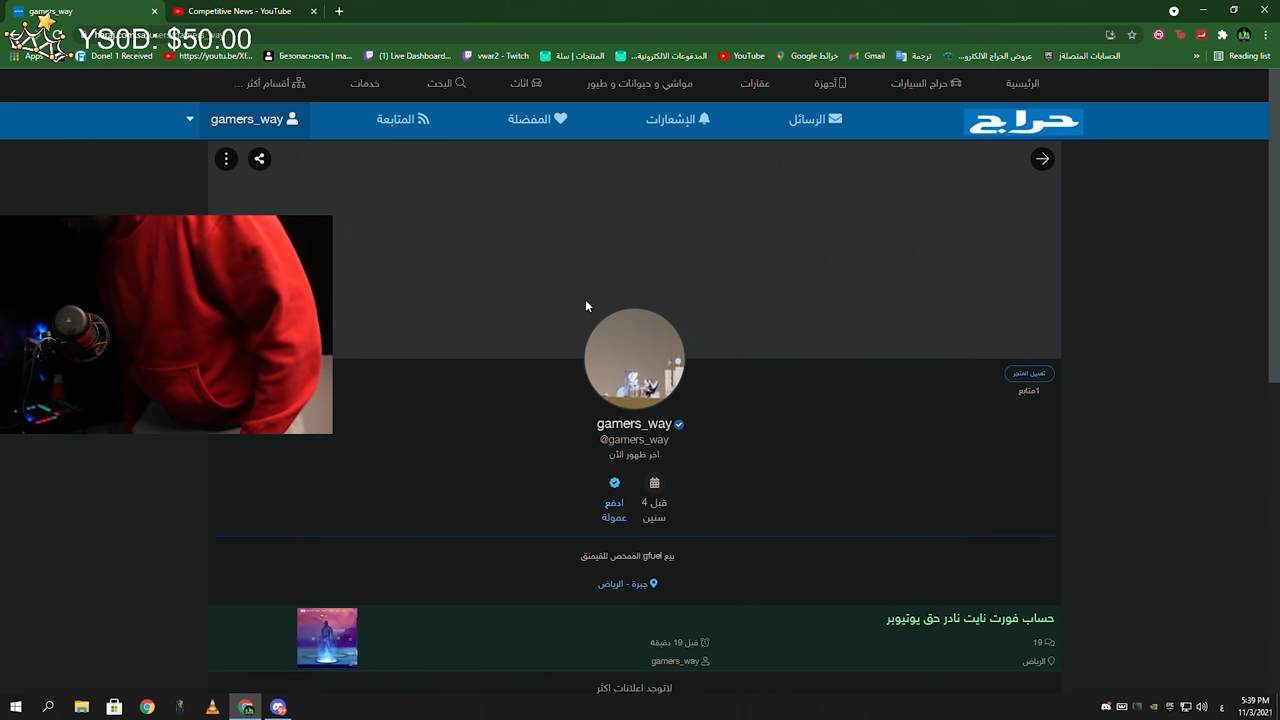 gamers_way
Competitive News - YouTube
YS0D: $50.00
Apps
Donel 1 Received
https://youtu.be/Xf...
Безопасность | ma...
(1) Live Dashboard...
vwar2 - Twitch
المنتجات | سلة
المدفوعات الالكترونية...
YouTube
خرائط Google
Gmail
ترجمة
عروض الحراج الالكترو...
الحسابات المتصلة
»
Reading list
الرئيسية
حراج السيارات
أجهزة
عقارات
مواشي و حيوانات و طيور
اثاث
البحث
خدمات
أقسام أكثر ...
حراج
الرسائل
الإشعارات
المفضلة
المتابعة
gamers_way
تعديل المتجر
1متابع
gamers_way
@gamers_way
اخر ظهور الأن
قبل 4 سنين
ادفع عمولة
بيع gfuel الممخص للقيمنق
جبرة - الرياض
حساب فورت نايت نادر حق يوتيوبر
19
قبل 19 دقيقة
الرياض
gamers_way
لاتوجد اعلانات اكثر
5:39 PM
11/3/2021